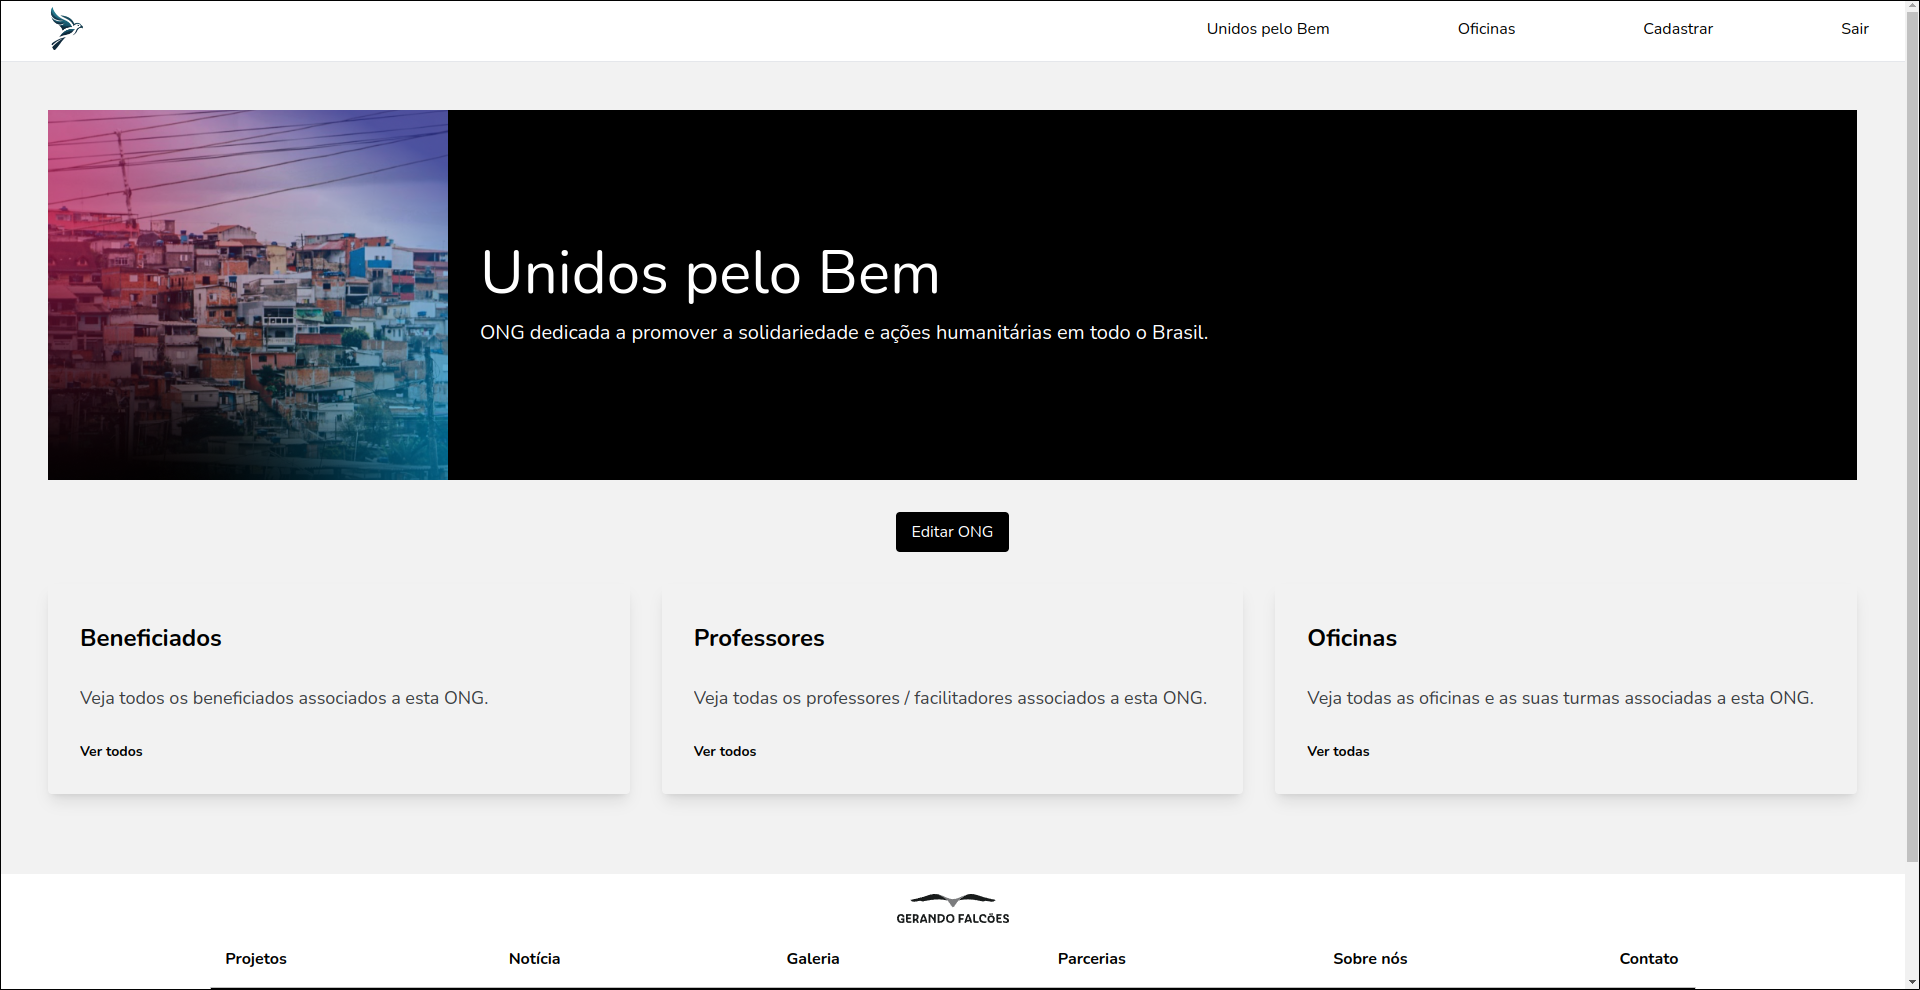 Unidos pelo Bem
Oficinas
Cadastrar
Sair
Unidos pelo Bem
ONG dedicada a promover a solidariedade e ações humanitárias em todo o Brasil.
Editar ONG
Beneficiados
Veja todos os beneficiados associados a esta ONG.
Ver todos
Professores
Veja todas os professores / facilitadores associados a esta ONG.
Ver todos
Oficinas
Veja todas as oficinas e as suas turmas associadas a esta ONG.
Ver todas
GERANDO FALCÕES
Projetos
Notícia
Galeria
Parcerias
Sobre nós
Contato